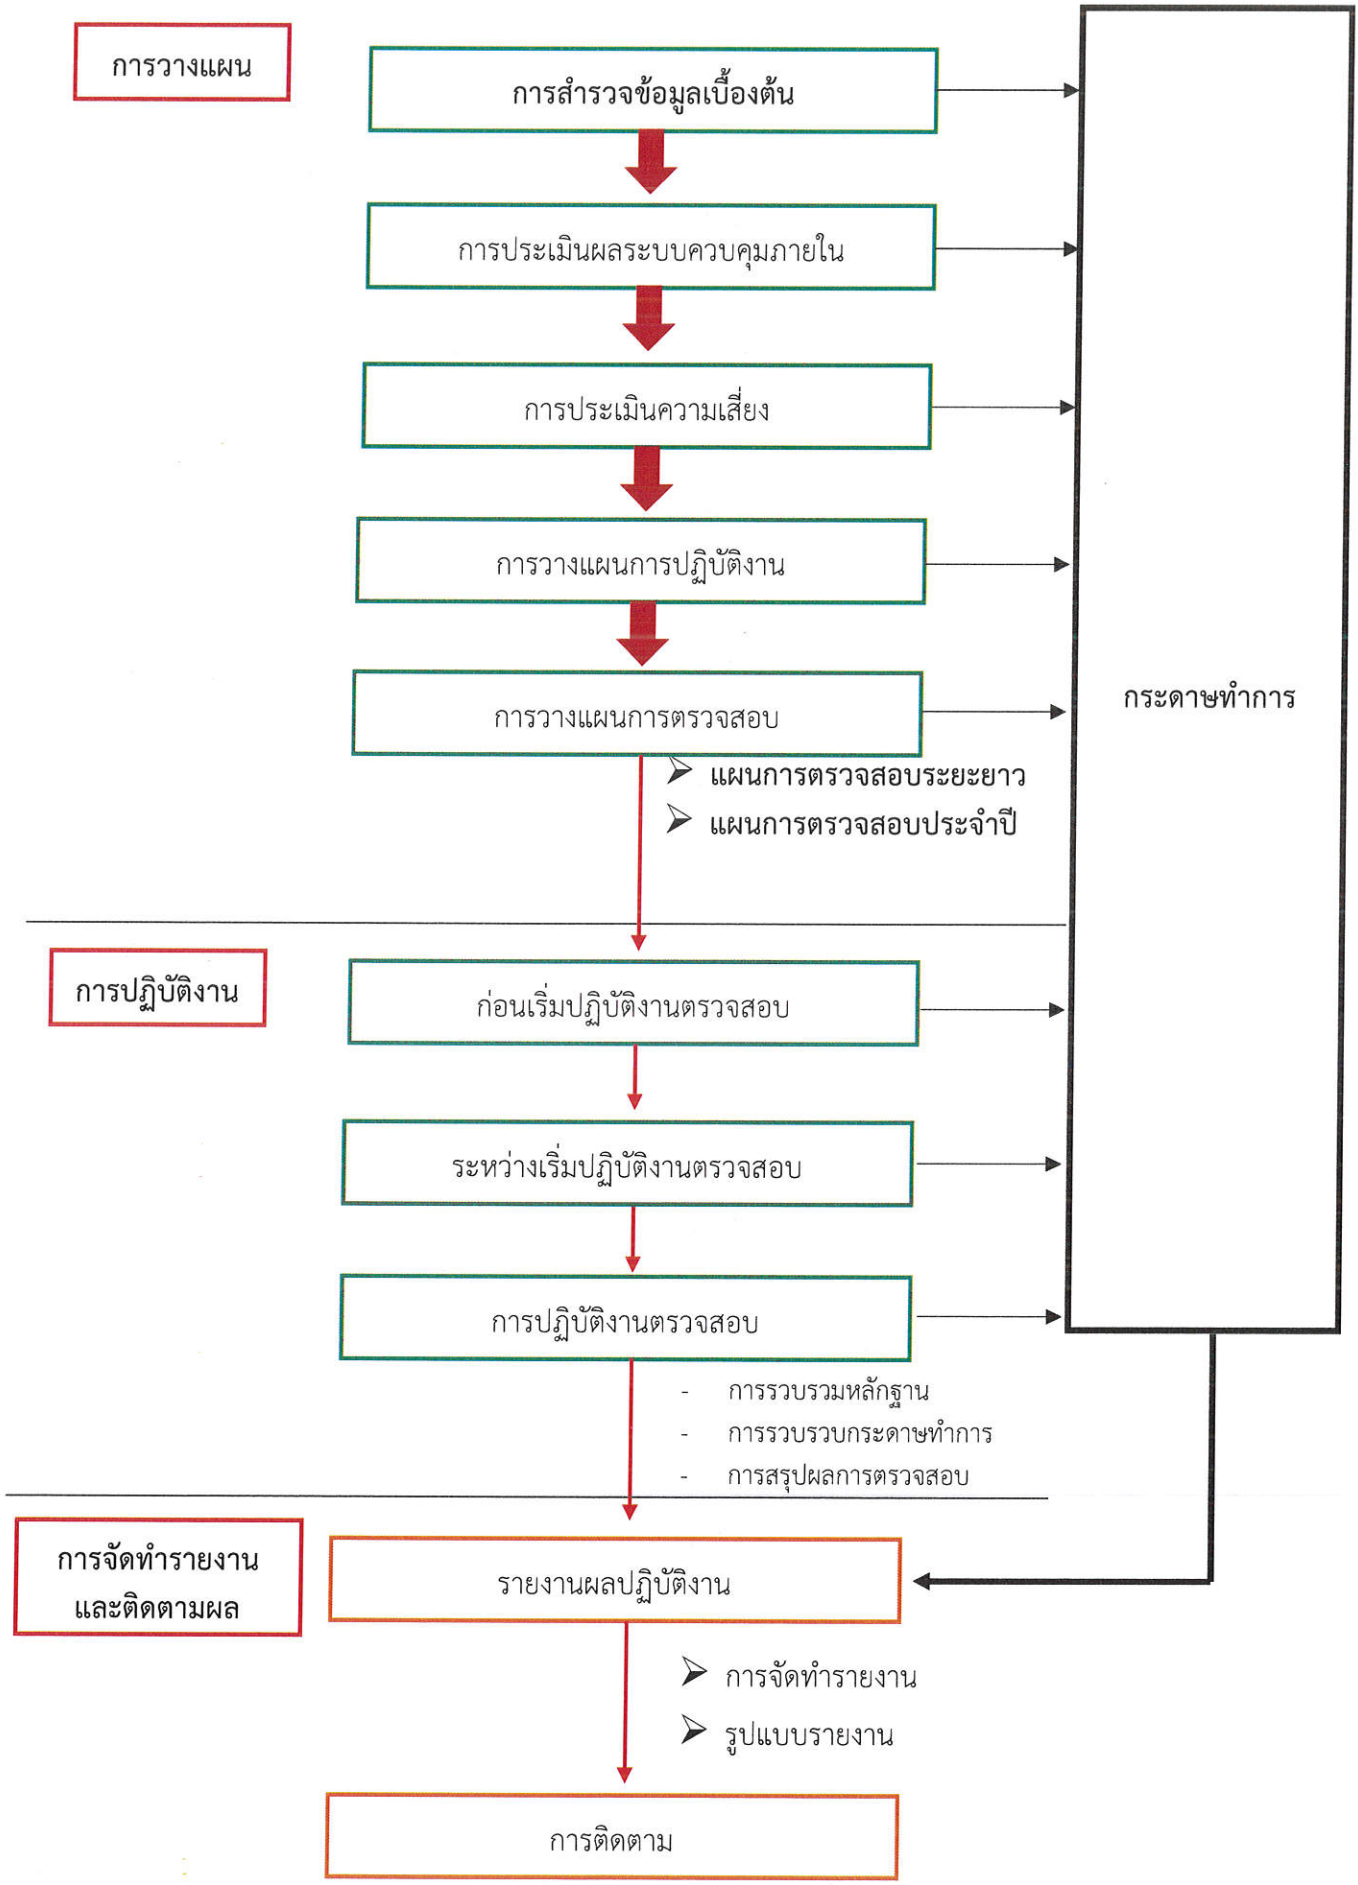 การวางแผน
การสำรวจข้อมูลเบื้องต้น
การประเมินผลระบบควบคุมภายใน
การประเมินความเสี่ยง
การวางแผนการปฏิบัติงาน
กระดาษทำการ
การวางแผนการตรวจสอบ
➢ แผนการตรวจสอบระยะยาว
➢ แผนการตรวจสอบประจำปี
การปฏิบัติงาน
ก่อนเริ่มปฏิบัติงานตรวจสอบ
ระหว่างเริ่มปฏิบัติงานตรวจสอบ
การปฏิบัติงานตรวจสอบ
- การรวบรวมหลักฐาน
- การรวบรวบกระดาษทำการ
- การสรุปผลการตรวจสอบ
การจัดทำรายงาน
และติดตามผล
รายงานผลปฏิบัติงาน
➢ การจัดทำรายงาน
➢ รูปแบบรายงาน
การติดตาม